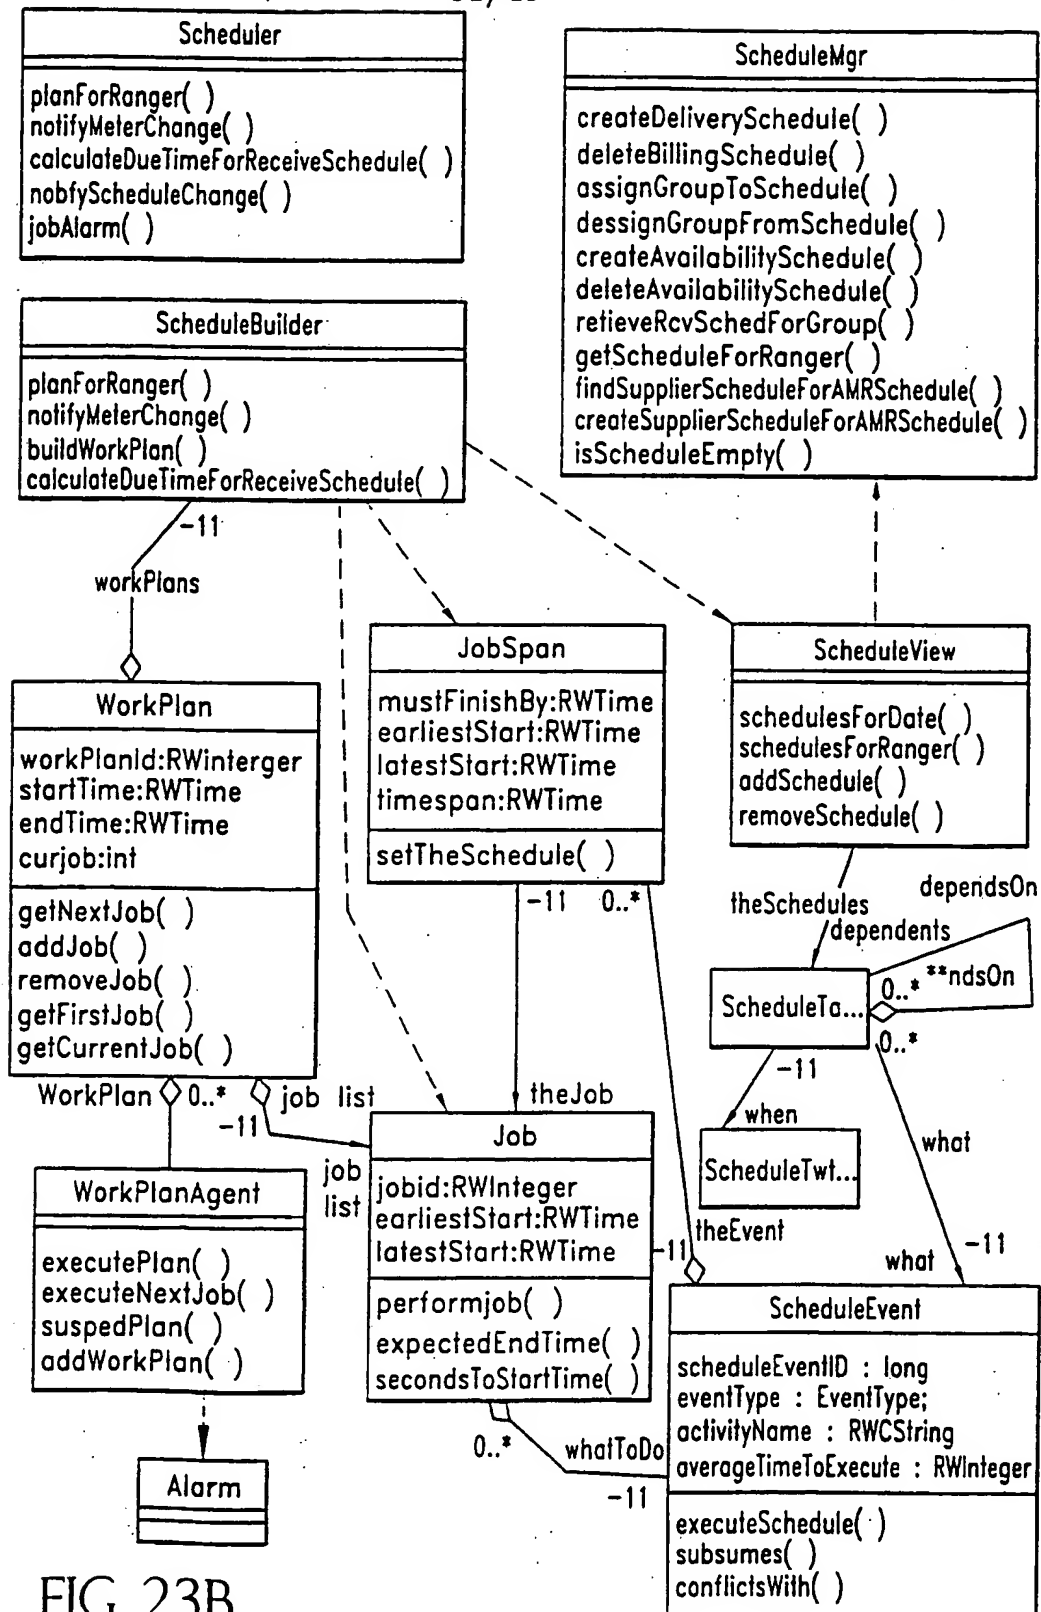 Scheduler
planForRanger( )
notifyMeterChange( )
calculateDueTimeForReceiveSchedule( )
nobfyScheduleChange( )
jobAlarm( )
ScheduleMgr
createDeliverySchedule( )
deleteBillingSchedule( )
assignGroupToSchedule( )
dessignGroupFromSchedule( )
createAvailabilitySchedule( )
deleteAvailabilitySchedule( )
retieveRcvSchedForGroup( )
getScheduleForRanger( )
findSupplierScheduleForAMRSchedule( )
createSupplierScheduleForAMRSchedule( )
isScheduleEmpty( )
ScheduleBuilder
planForRanger( )
notifyMeterChange( )
buildWorkPlan( )
calculateDueTimeForReceiveSchedule( )
-11
workPlans
WorkPlan
workPlanId:RWinterger
startTime:RWTime
endTime:RWTime
curjob:int
getNextJob( )
addJob( )
removeJob( )
getFirstJob( )
getCurrentJob( )
JobSpan
mustFinishBy:RWTime
earliestStart:RWTime
latestStart:RWTime
timespan:RWTime
setTheSchedule( )
-11 0..*
ScheduleView
schedulesForDate( )
schedulesForRanger( )
addSchedule( )
removeSchedule( )
theSchedules
dependsOn
dependents
0..* **ndsOn
ScheduleTa...
0..*
-11
when
ScheduleTwt...
what
-11
what
WorkPlan 0..* job list
-11
job
list
theJob
Job
jobid:RWInteger
earliestStart:RWTime
latestStart:RWTime
performjob( )
expectedEndTime( )
secondsToStartTime( )
theEvent
-11
0..*
whatToDo
-11
WorkPlanAgent
executePlan( )
executeNextJob( )
suspedPlan( )
addWorkPlan( )
Alarm
ScheduleEvent
scheduleEventID : long
eventType : EventType;
activityName : RWCString
averageTimeToExecute : RWInteger
executeSchedule( )
subsumes( )
conflictsWith( )
FIG. 23B